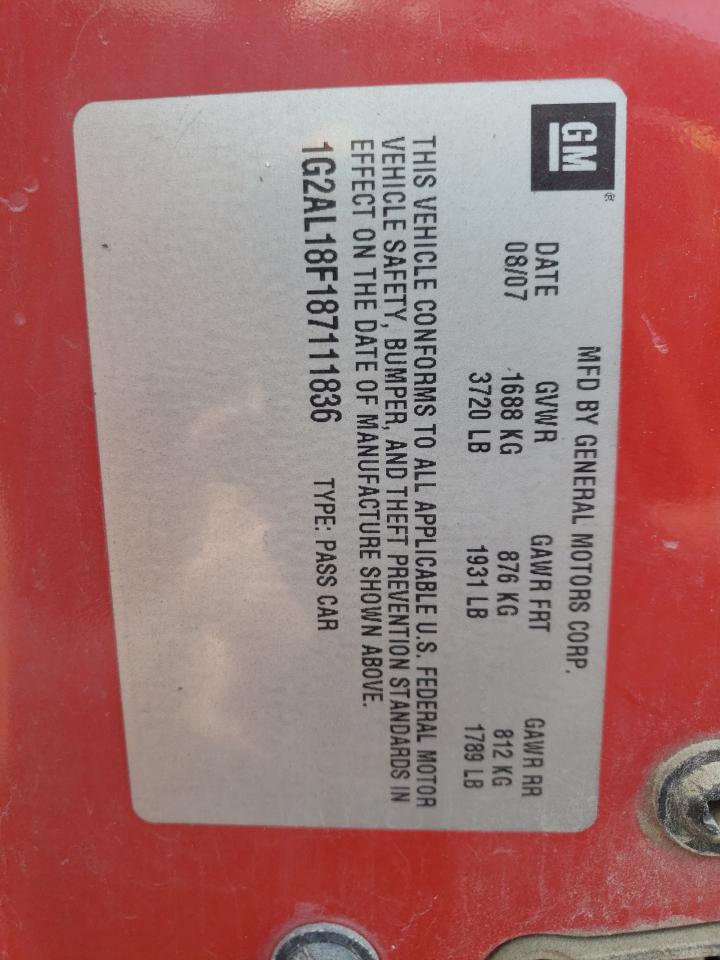 GM®
MFD BY GENERAL MOTORS CORP.
DATE GVWR GAWR FRT GAWR RR
08/07 1688 KG 876 KG 812 KG
3720 LB 1931 LB 1789 LB
THIS VEHICLE CONFORMS TO ALL APPLICABLE U.S. FEDERAL MOTOR
VEHICLE SAFETY, BUMPER, AND THEFT PREVENTION STANDARDS IN
EFFECT ON THE DATE OF MANUFACTURE SHOWN ABOVE.
1G2AL18F187111836 TYPE: PASS CAR